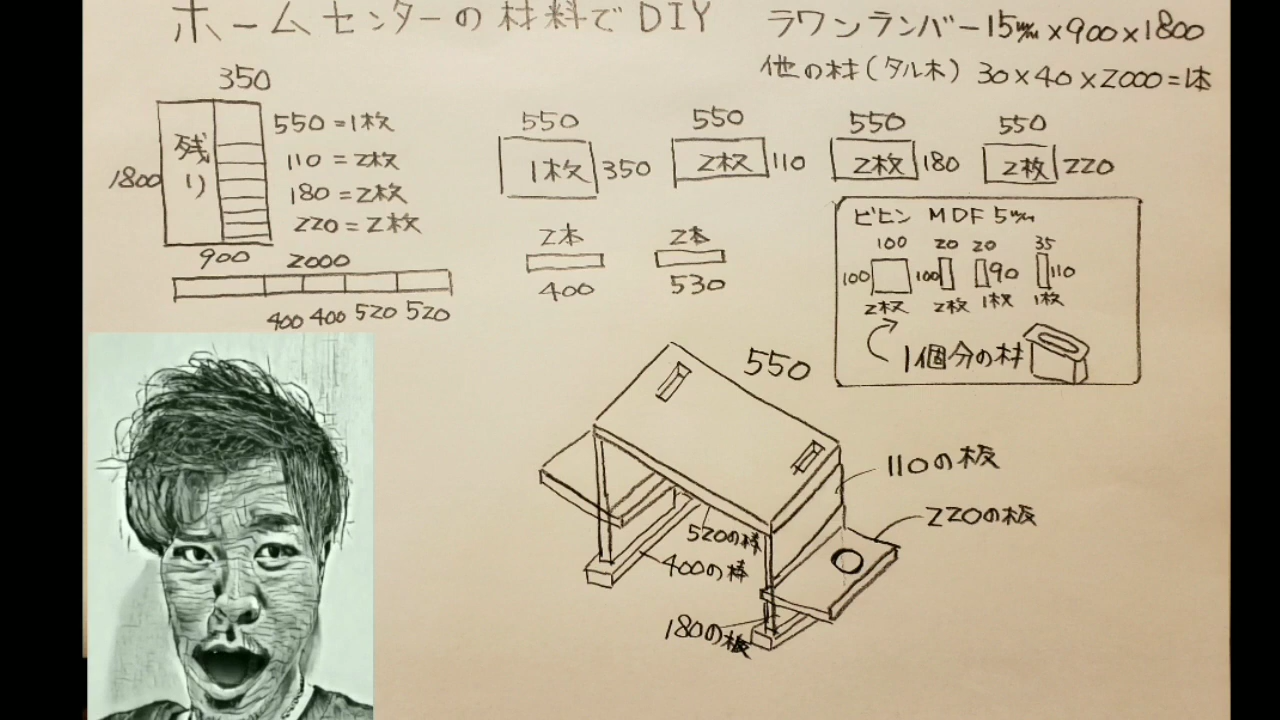 ホームセンターの材料でDIY
ラワンランバー15㎜×900×1800
他の材(タル木) 30×40×2000=1本
350
1800
残り
900
550=1枚
110=2枚
180=2枚
220=2枚
550
1枚
350
550
2枚
110
550
2枚
180
550
2枚
220
2000
400 400 520 520
2本
400
2本
530
ビヒン MDF 5㎜
100 20 20 35
100 100 90 110
2枚 2枚 1枚 1枚
1個分の材
550
110の板
220の板
520の棒
400の棒
180の板